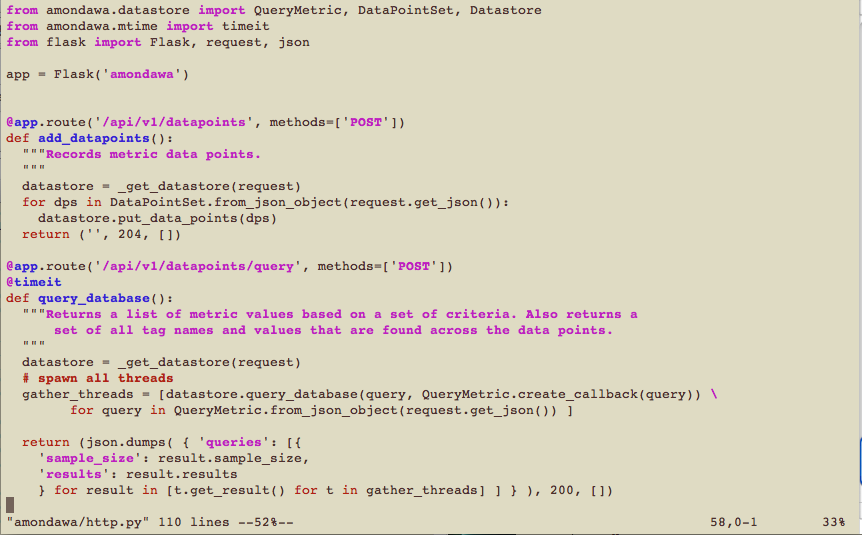 from amondawa.datastore import QueryMetric, DataPointSet, Datastore
from amondawa.mtime import timeit
from flask import Flask, request, json

app = Flask('amondawa')


@app.route('/api/v1/datapoints', methods=['POST'])
def add_datapoints():
  """Records metric data points.
  """
  datastore = _get_datastore(request)
  for dps in DataPointSet.from_json_object(request.get_json()):
    datastore.put_data_points(dps)
  return ('', 204, [])

@app.route('/api/v1/datapoints/query', methods=['POST'])
@timeit
def query_database():
  """Returns a list of metric values based on a set of criteria. Also returns a
      set of all tag names and values that are found across the data points.
  """
  datastore = _get_datastore(request)
  # spawn all threads
  gather_threads = [datastore.query_database(query, QueryMetric.create_callback(query)) \
        for query in QueryMetric.from_json_object(request.get_json()) ]

  return (json.dumps( { 'queries': [{
    'sample_size': result.sample_size,
    'results': result.results
    } for result in [t.get_result() for t in gather_threads] ] } ), 200, [])

"amondawa/http.py" 110 lines --52%-- 58,0-1 33%